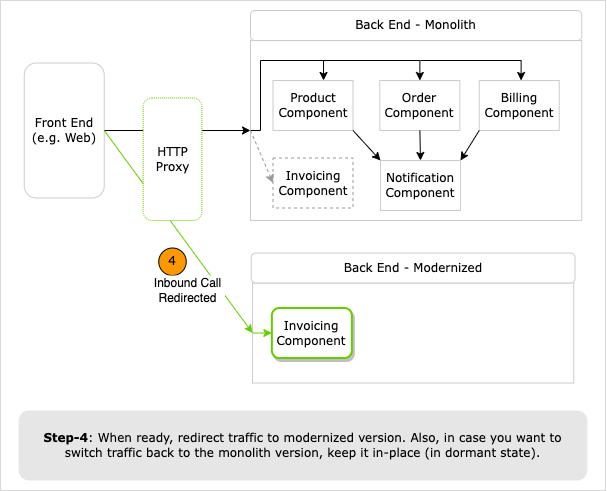 Back End - Monolith
Front End
(e.g. Web)
HTTP
Proxy
Product
Component
Order
Component
Billing
Component
Invoicing
Component
Notification
Component
4
Inbound Call
Redirected
Back End - Modernized
Invoicing
Component
Step-4: When ready, redirect traffic to modernized version. Also, in case you want to
switch traffic back to the monolith version, keep it in-place (in dormant state).